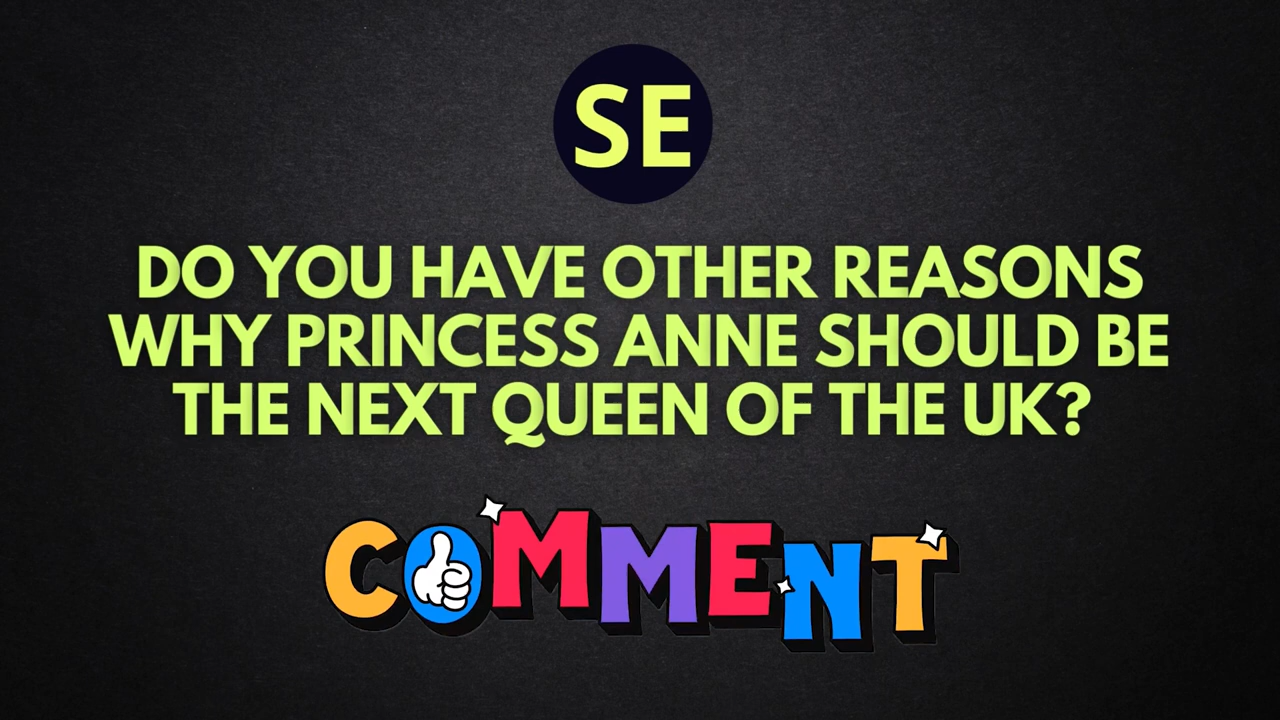 SE
DO YOU HAVE OTHER REASONS
WHY PRINCESS ANNE SHOULD BE
THE NEXT QUEEN OF THE UK?
COMMENT